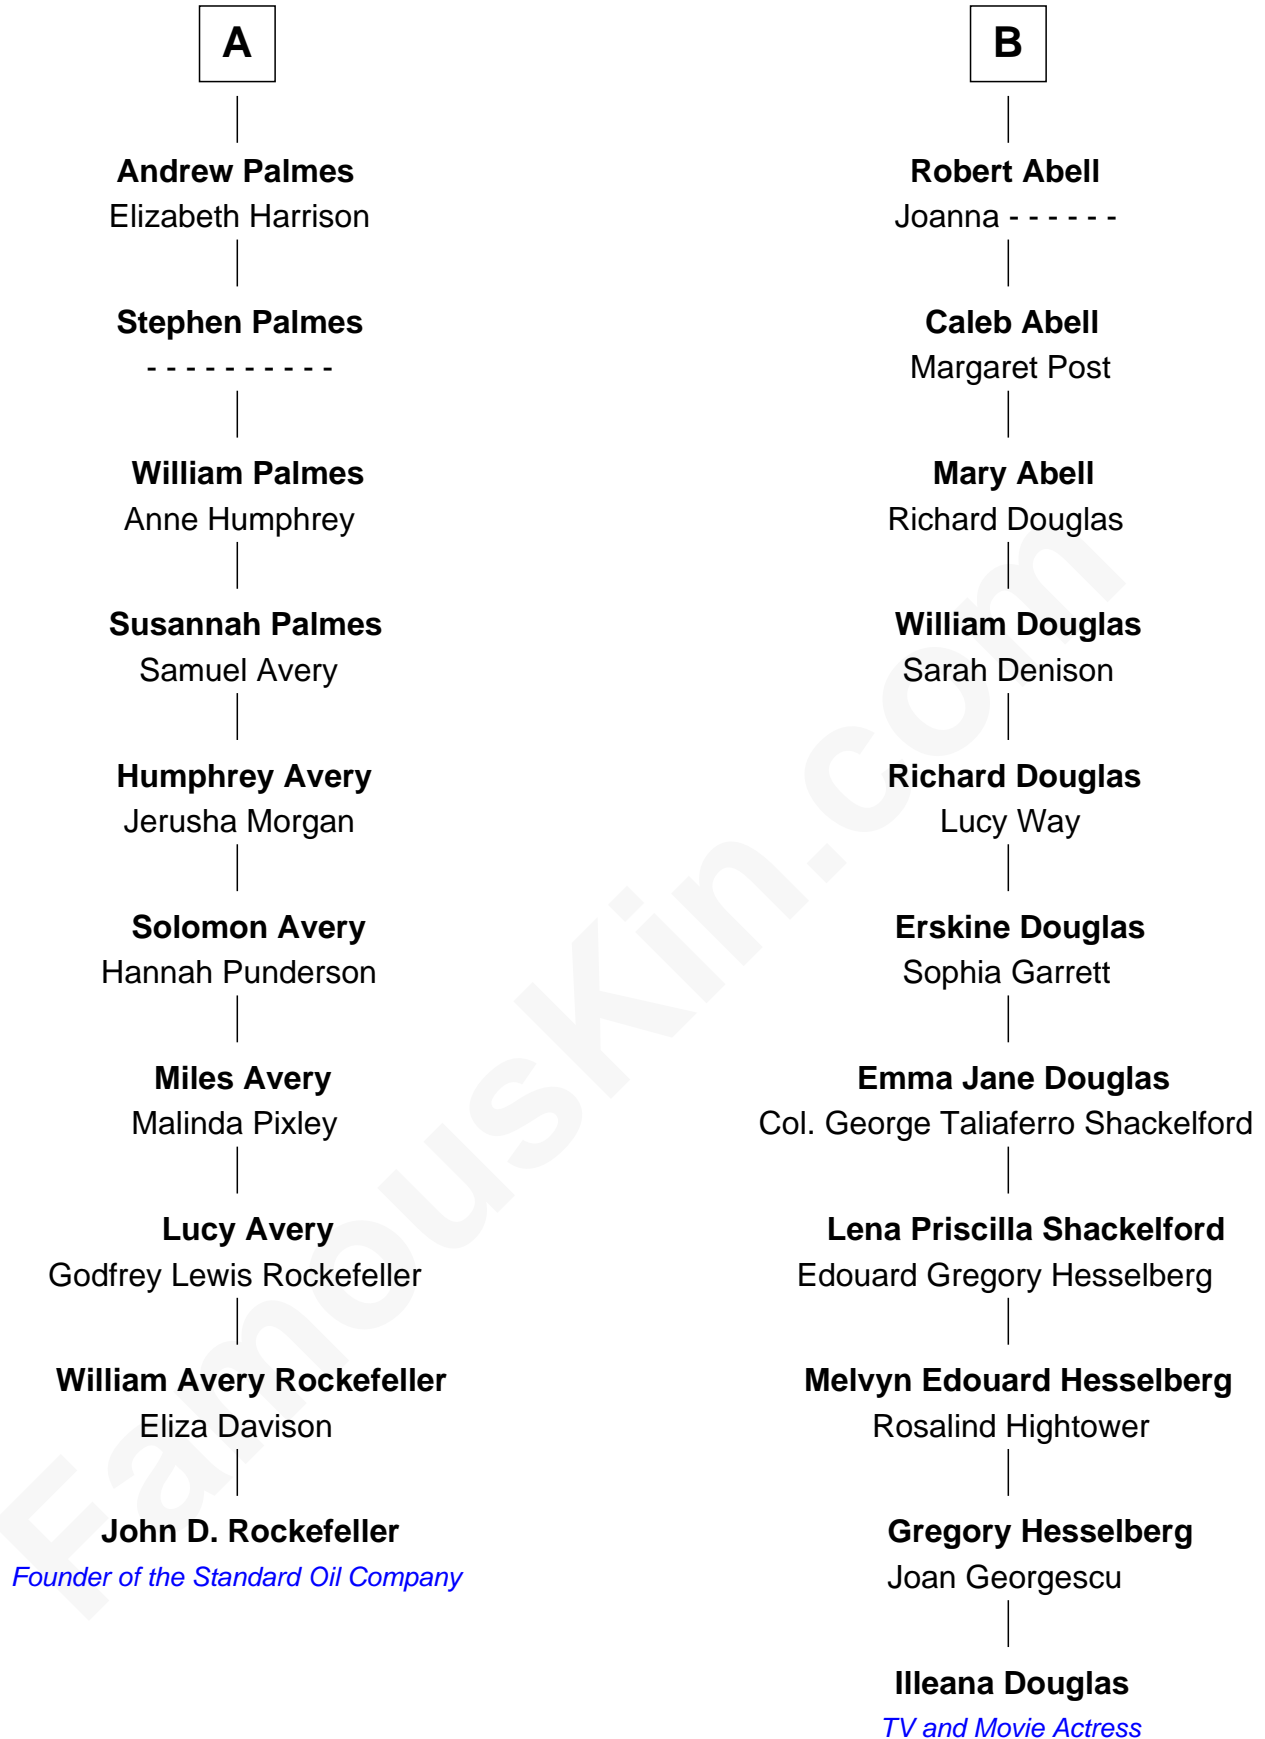 A
Andrew Palmes
Elizabeth Harrison
Stephen Palmes
- - - - - - - - - -
William Palmes
Anne Humphrey
Susannah Palmes
Samuel Avery
Humphrey Avery
Jerusha Morgan
Solomon Avery
Hannah Punderson
Miles Avery
Malinda Pixley
Lucy Avery
Godfrey Lewis Rockefeller
William Avery Rockefeller
Eliza Davison
John D. Rockefeller
Founder of the Standard Oil Company
B
Robert Abell
Joanna - - - - - -
Caleb Abell
Margaret Post
Mary Abell
Richard Douglas
William Douglas
Sarah Denison
Richard Douglas
Lucy Way
Erskine Douglas
Sophia Garrett
Emma Jane Douglas
Col. George Taliaferro Shackelford
Lena Priscilla Shackelford
Edouard Gregory Hesselberg
Melvyn Edouard Hesselberg
Rosalind Hightower
Gregory Hesselberg
Joan Georgescu
Illeana Douglas
TV and Movie Actress
FamousKin.com